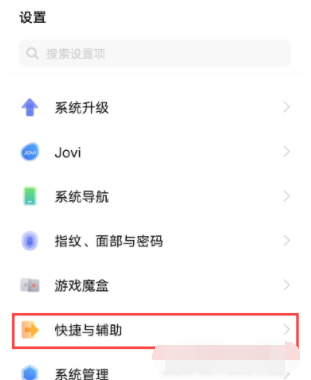 设置
搜索设置项
系统升级
Jovi
系统导航
指纹、面部与密码
游戏魔盒
快捷与辅助
系统管理